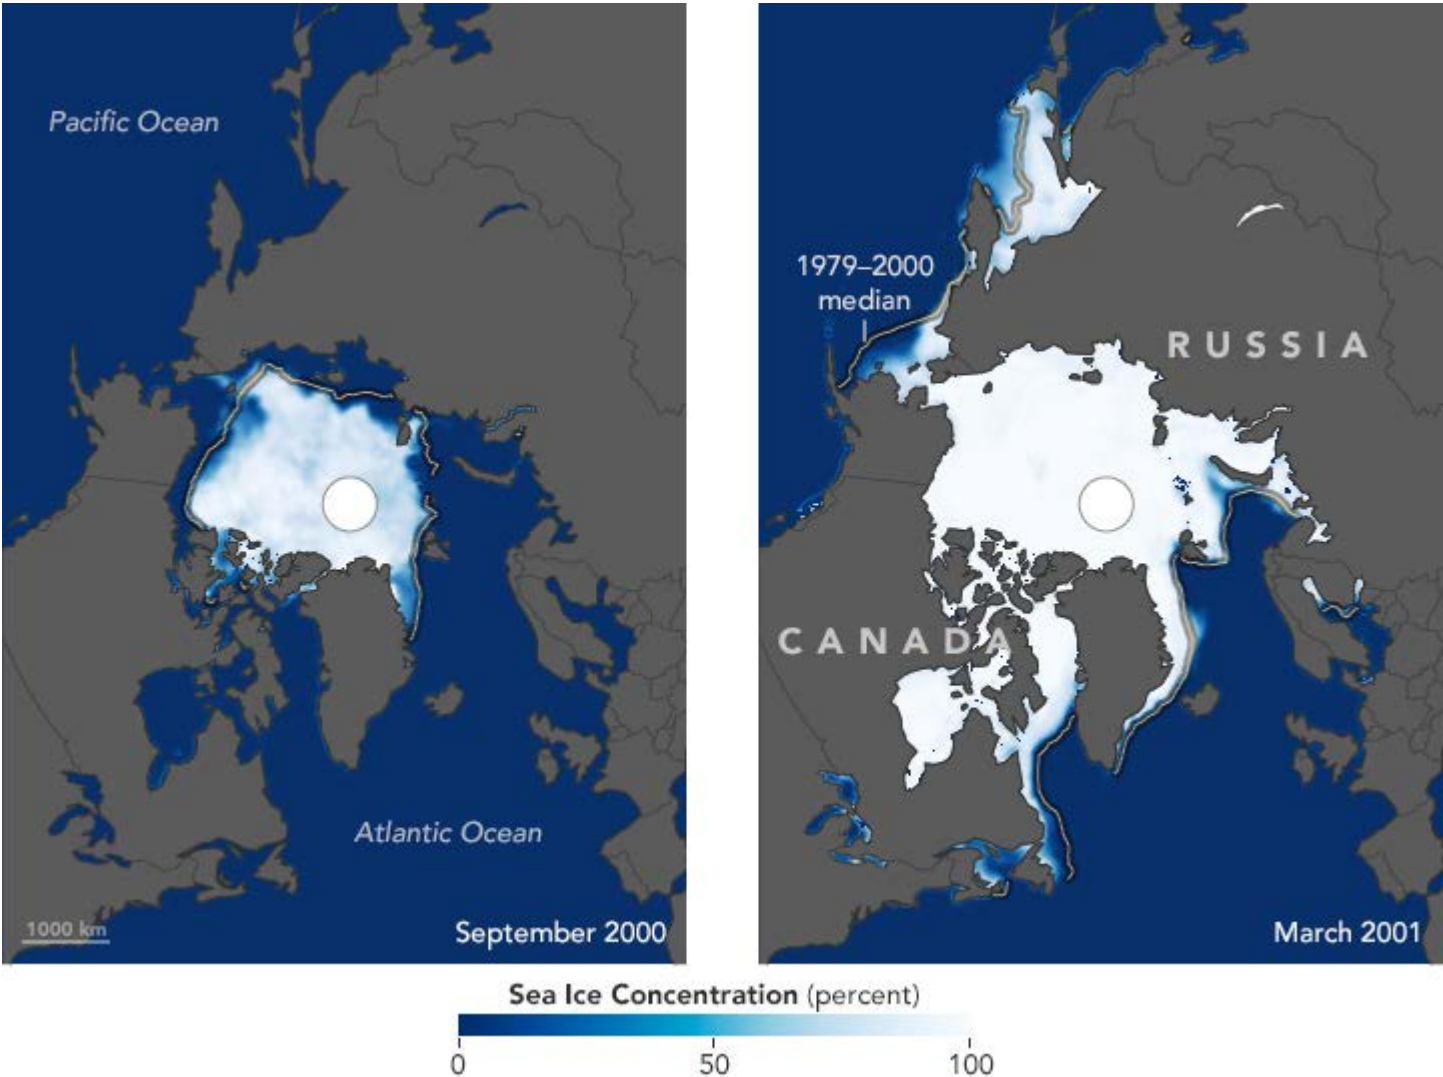 Pacific Ocean
Atlantic Ocean
1000 km
September 2000
1979–2000
median
RUSSIA
CANADA
March 2001
Sea Ice Concentration (percent)
0
50
100